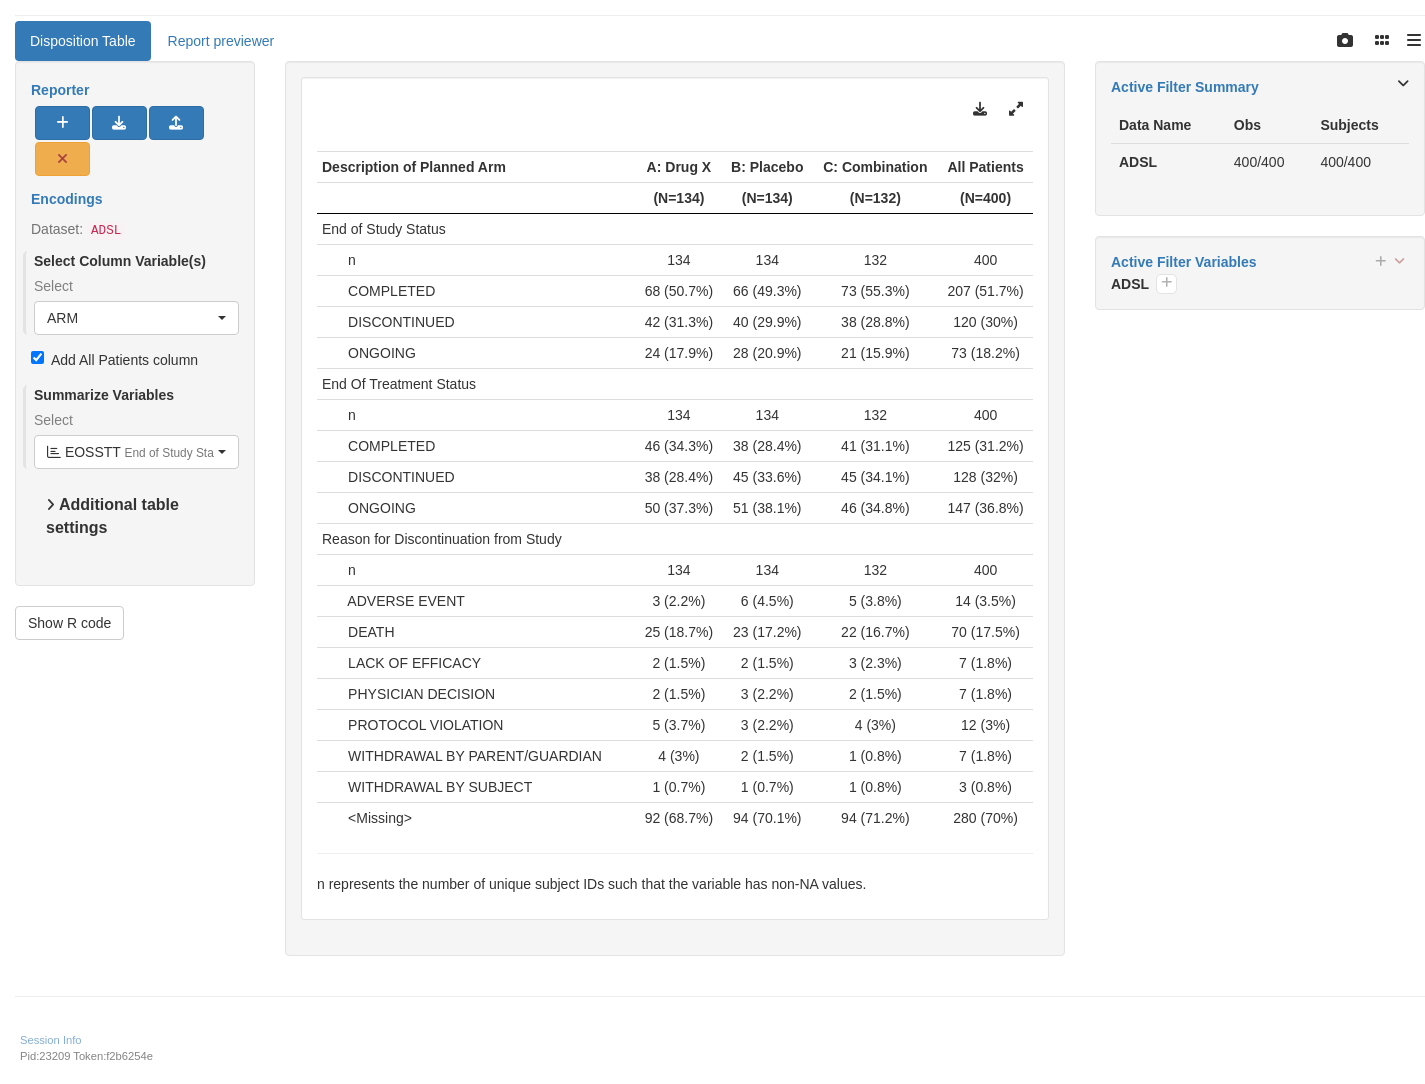 Disposition Table Report previewer
Reporter
Encodings
Dataset: ADSL
Select Column Variable(s)
Select
ARM
Add All Patients column
Summarize Variables
Select
EOSSTT End of Study Sta
Additional table
settings
Show R code
Description of Planned Arm A: Drug X B: Placebo C: Combination All Patients
(N=134) (N=134) (N=132) (N=400)
End of Study Status
n 134 134 132 400
COMPLETED 68 (50.7%) 66 (49.3%) 73 (55.3%) 207 (51.7%)
DISCONTINUED 42 (31.3%) 40 (29.9%) 38 (28.8%) 120 (30%)
ONGOING 24 (17.9%) 28 (20.9%) 21 (15.9%) 73 (18.2%)
End Of Treatment Status
n 134 134 132 400
COMPLETED 46 (34.3%) 38 (28.4%) 41 (31.1%) 125 (31.2%)
DISCONTINUED 38 (28.4%) 45 (33.6%) 45 (34.1%) 128 (32%)
ONGOING 50 (37.3%) 51 (38.1%) 46 (34.8%) 147 (36.8%)
Reason for Discontinuation from Study
n 134 134 132 400
ADVERSE EVENT 3 (2.2%) 6 (4.5%) 5 (3.8%) 14 (3.5%)
DEATH 25 (18.7%) 23 (17.2%) 22 (16.7%) 70 (17.5%)
LACK OF EFFICACY 2 (1.5%) 2 (1.5%) 3 (2.3%) 7 (1.8%)
PHYSICIAN DECISION 2 (1.5%) 3 (2.2%) 2 (1.5%) 7 (1.8%)
PROTOCOL VIOLATION 5 (3.7%) 3 (2.2%) 4 (3%) 12 (3%)
WITHDRAWAL BY PARENT/GUARDIAN 4 (3%) 2 (1.5%) 1 (0.8%) 7 (1.8%)
WITHDRAWAL BY SUBJECT 1 (0.7%) 1 (0.7%) 1 (0.8%) 3 (0.8%)
<Missing> 92 (68.7%) 94 (70.1%) 94 (71.2%) 280 (70%)
n represents the number of unique subject IDs such that the variable has non-NA values.
Active Filter Summary
Data Name Obs Subjects
ADSL 400/400 400/400
Active Filter Variables
ADSL
Session Info
Pid:23209 Token:f2b6254e